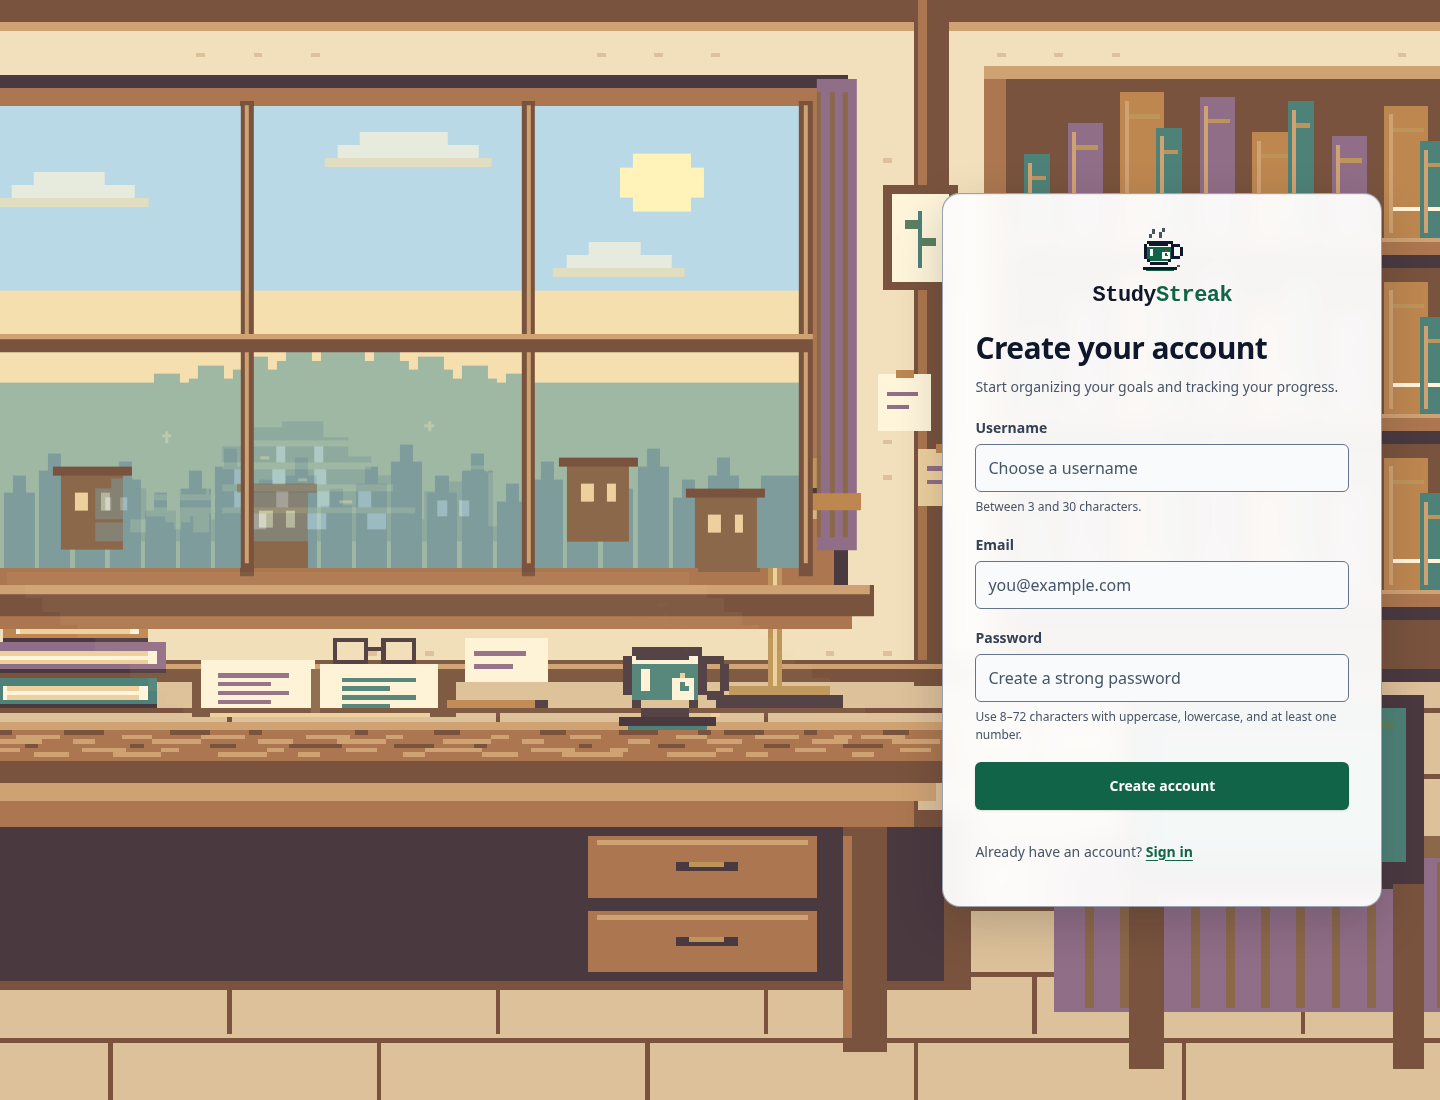 StudyStreak
Create your account
Start organizing your goals and tracking your progress.
Username
Choose a username
Between 3 and 30 characters.
Email
you@example.com
Password
Create a strong password
Use 8–72 characters with uppercase, lowercase, and at least one
number.
Create account
Already have an account? Sign in